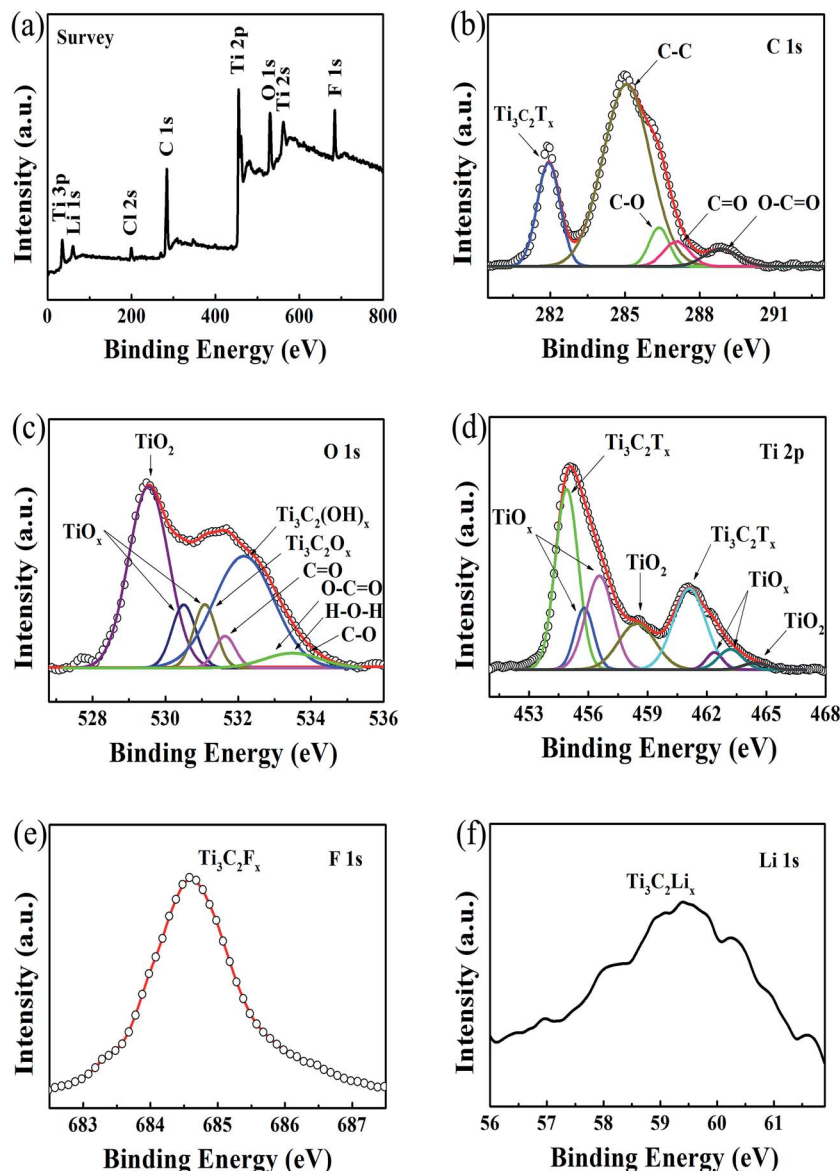 (a)
Survey
Ti 3p
Li 1s
Cl 2s
C 1s
Ti 2p
O 1s
Ti 2s
F 1s
Intensity (a.u.)
0 200 400 600 800
Binding Energy (eV)
(b)
C 1s
Ti₃C₂Tₓ
C-C
C-O
C=O
O-C=O
Intensity (a.u.)
282 285 288 291
Binding Energy (eV)
(c)
O 1s
TiO₂
TiOₓ
Ti₃C₂(OH)ₓ
Ti₃C₂Oₓ
C=O
O-C=O
H-O-H
C-O
Intensity (a.u.)
528 530 532 534 536
Binding Energy (eV)
(d)
Ti 2p
Ti₃C₂Tₓ
TiOₓ
TiO₂
Ti₃C₂Tₓ
TiOₓ
TiO₂
Intensity (a.u.)
453 456 459 462 465 468
Binding Energy (eV)
(e)
F 1s
Ti₃C₂Fₓ
Intensity (a.u.)
683 684 685 686 687
Binding Energy (eV)
(f)
Li 1s
Ti₃C₂Liₓ
Intensity (a.u.)
56 57 58 59 60 61
Binding Energy (eV)